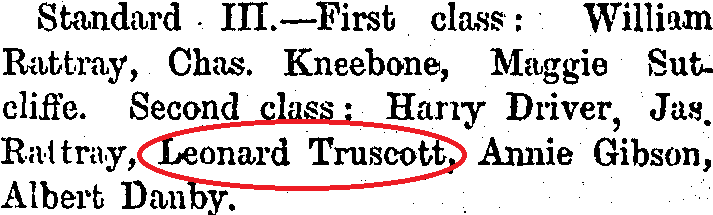 Standard III.—First class: William
Rattray, Chas. Kneebone, Maggie Sut-
cliffe. Second class: Harry Driver, Jas.
Rattray, Leonard Truscott, Annie Gibson,
Albert Danby.